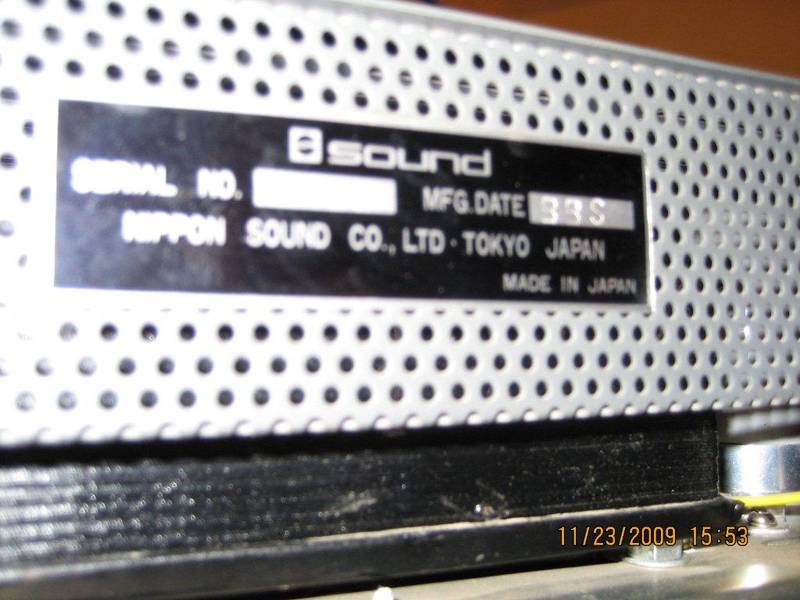 sound
SERIAL NO. MFG.DATE
NIPPON SOUND CO., LTD · TOKYO JAPAN
MADE IN JAPAN
11/23/2009 15:53